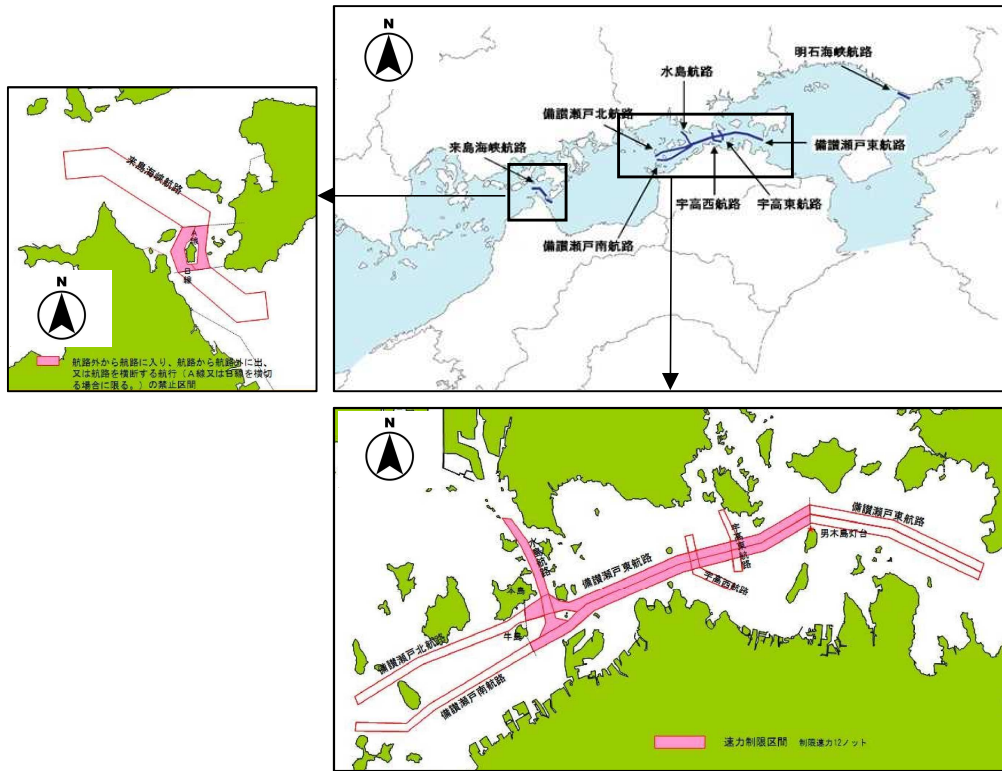 N
明石海峡航路
水島航路
備讃瀬戸北航路
来島海峡航路
備讃瀬戸東航路
宇高西航路
宇高東航路
備讃瀬戸南航路
来島海峡航路
A線
B線
N
航路外から航路に入り、航路から航路外に出、
又は航路を横断する航行（A線又はB線を横切
る場合に限る。）の禁止区間
N
備讃瀬戸東航路
男木島灯台
宇高東航路
水島航路
備讃瀬戸東航路
宇高西航路
本島
牛島
備讃瀬戸北航路
備讃瀬戸南航路
速力制限区間 制限速力12ノット